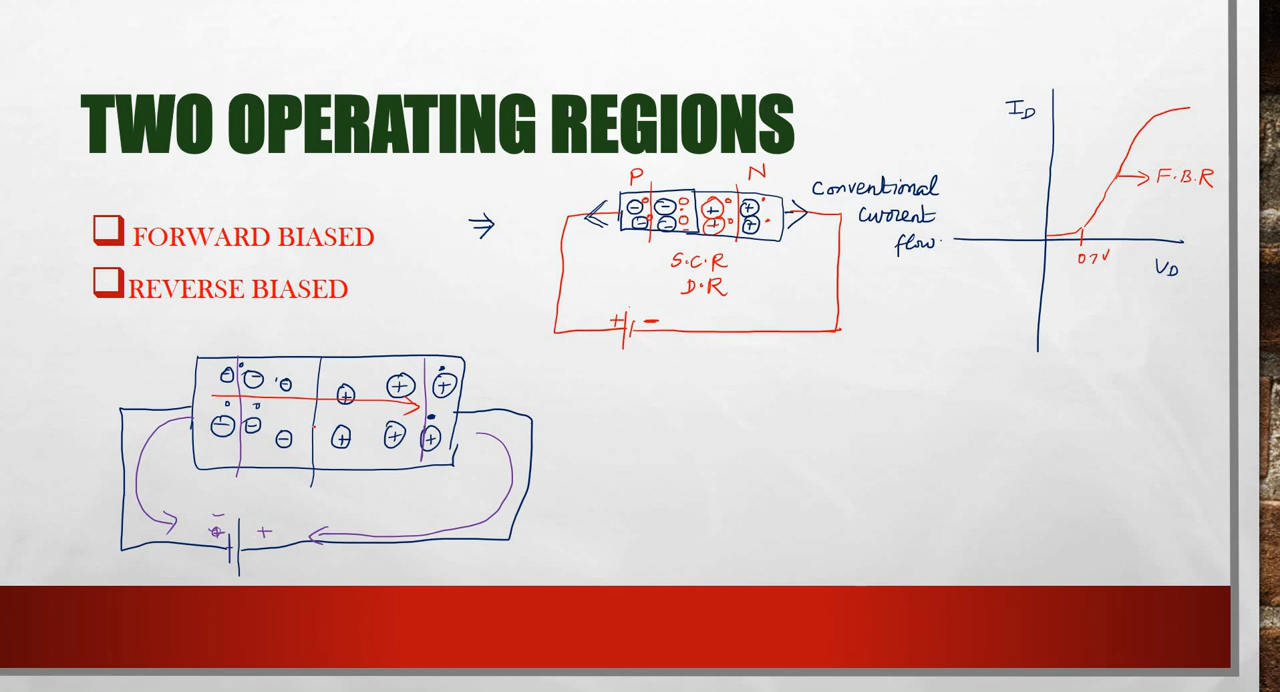 TWO OPERATING REGIONS
FORWARD BIASED
REVERSE BIASED
P
N
S.C.R
D.R
+ -
conventional
current
flow.
ID
F.B.R
0.7V
VD
- +